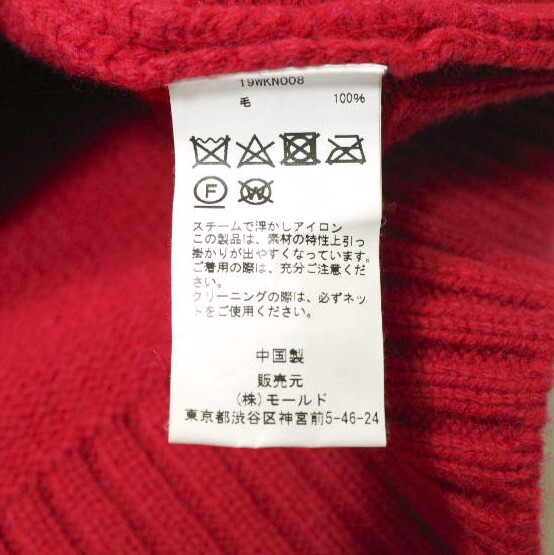 19WKN008
毛 100%
F W
スチームで浮かしアイロン
この製品は、素材の特性上引っ
掛かりが出やすくなっています。
ご着用の際は、充分ご注意くださ
い。
クリーニングの際は、必ずネッ
トをご使用ください。
中国製
販売元
(株)モールド
東京都渋谷区神宮前5-46-24